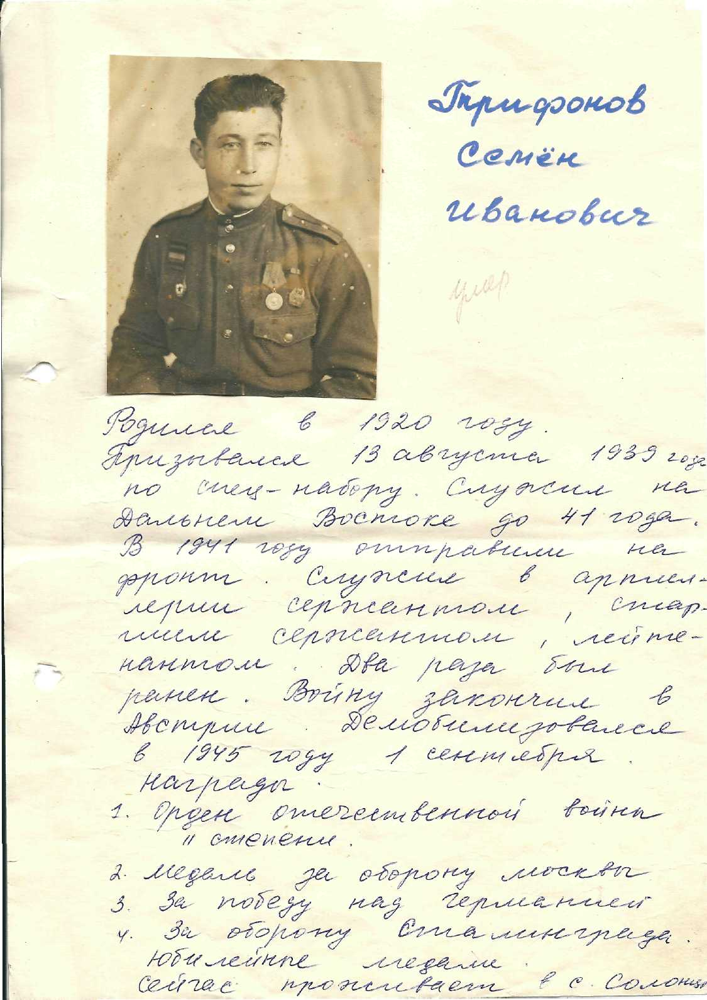 Трифонов
Семён
Иванович
умер
Родился в 1920 году.
Призывался 13 августа 1939 года
по спец-набору. Служил на
Дальнем Востоке до 41 года.
В 1941 году отправили на
фронт. Служил в артил-
лерии сержантом, стар-
шим сержантом, лейте-
нантом. Два раза был
ранен. Войну закончил в
Австрии. Демобилизовался
в 1945 году 1 сентября.
Награды.
1. Орден отечественной войны
II степени.
2. Медаль за оборону москвы
3. За победу над Германией
4. За оборону Сталинграда.
Юбилейные медали.
Сейчас проживает в с. Солонцы